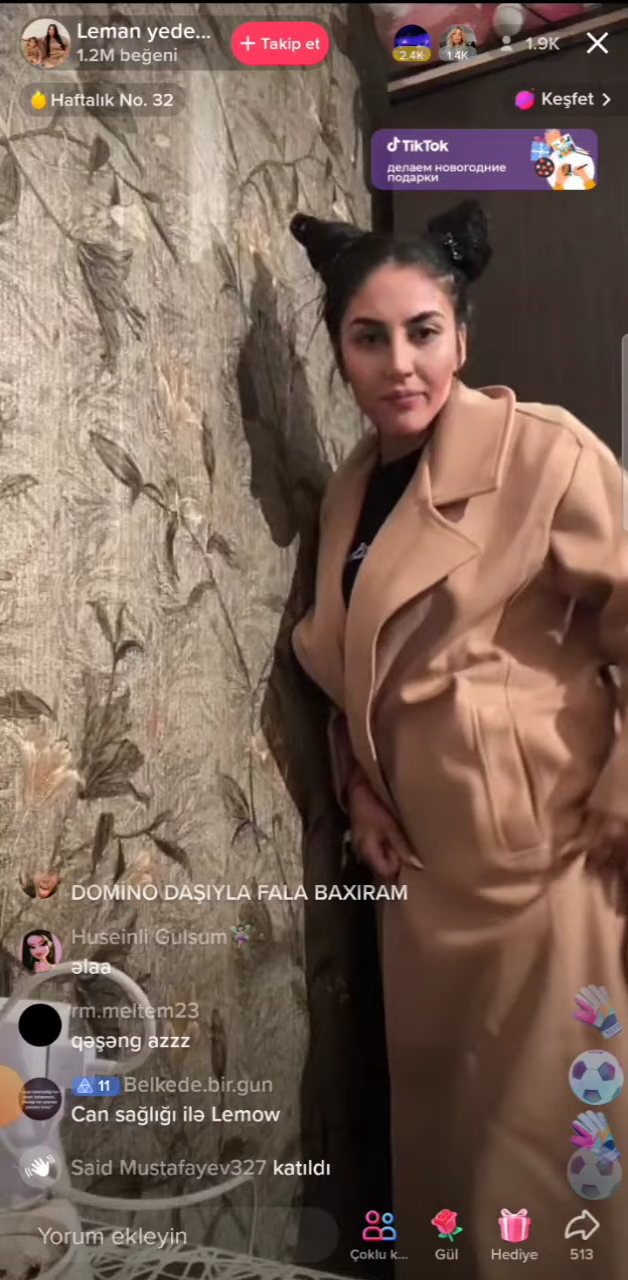 Leman yede...
1.2M beğeni
+ Takip et
2.4K
1.4K
1.9K
Haftalık No. 32
Keşfet
TikTok
делаем новогодние
подарки
DOMİNO DAŞIYLA FALA BAXIRAM
Huseinli Gulsum
əlaa
rm.meltem23
qəşəng azzz
11 Belkede.bir.gun
Can sağlığı ilə Lemow
Said Mustafayev327 katıldı
Yorum ekleyin
Çoklu k...
Gül
Hediye
513